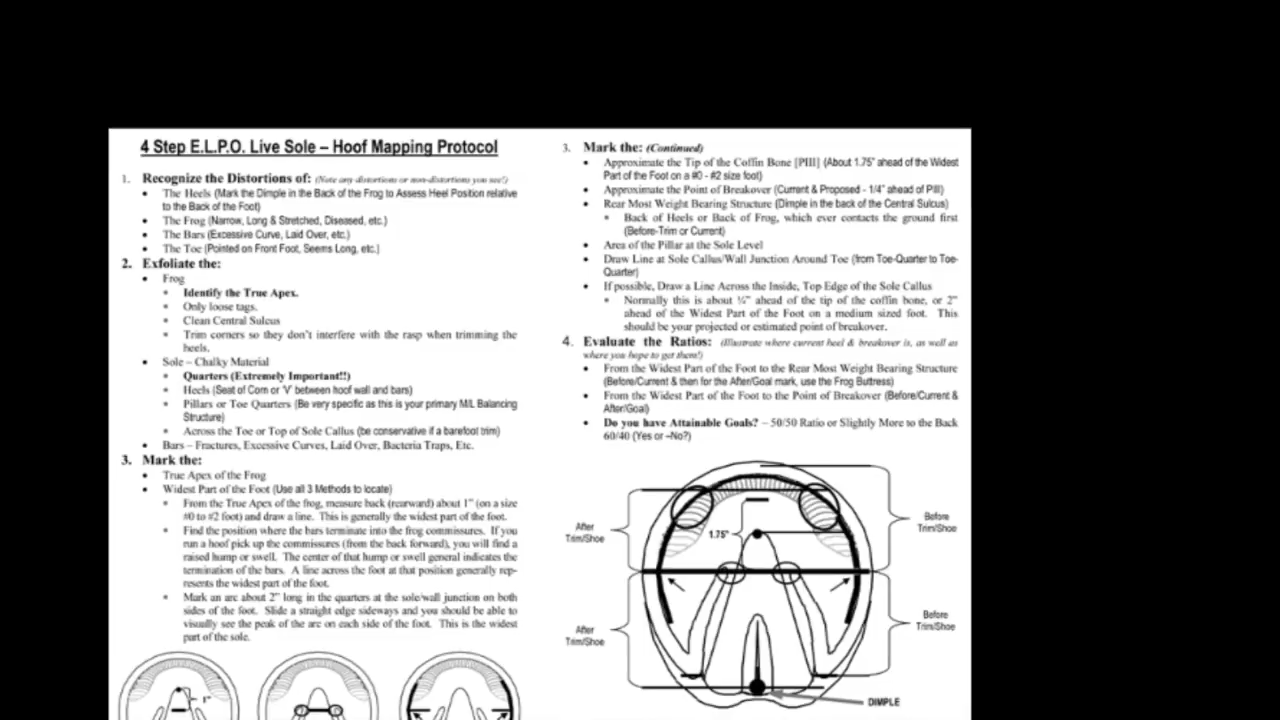 4 Step E.L.P.O. Live Sole – Hoof Mapping Protocol
1. Recognize the Distortions of: (Note any distortions or non-distortions you see!)
• The Heels (Mark the Dimple in the Back of the Frog to Assess Heel Position relative
to the Back of the Foot)
• The Frog (Narrow, Long & Stretched, Diseased, etc.)
• The Bars (Excessive Curve, Laid Over, etc.)
• The Toe (Pointed on Front Foot, Seems Long, etc.)
2. Exfoliate the:
• Frog
Identify the True Apex.
Only loose tags.
Clean Central Sulcus
Trim corners so they don't interfere with the rasp when trimming the
heels.
• Sole – Chalky Material
Quarters (Extremely Important!!)
Heels (Seat of Corn or 'V' between hoof wall and bars)
Pillars or Toe Quarters (Be very specific as this is your primary M/L Balancing
Structure)
Across the Toe or Top of Sole Callus (be conservative if a barefoot trim)
• Bars – Fractures, Excessive Curves, Laid Over, Bacteria Traps, Etc.
3. Mark the:
• True Apex of the Frog
• Widest Part of the Foot (Use all 3 Methods to locate)
From the True Apex of the frog, measure back (rearward) about 1" (on a size
#0 to #2 foot) and draw a line. This is generally the widest part of the foot.
Find the position where the bars terminate into the frog commissures. If you
run a hoof pick up the commissures (from the back forward), you will find a
raised hump or swell. The center of that hump or swell general indicates the
termination of the bars. A line across the foot at that position generally rep-
resents the widest part of the foot.
Mark an arc about 2" long in the quarters at the sole/wall junction on both
sides of the foot. Slide a straight edge sideways and you should be able to
visually see the peak of the arc on each side of the foot. This is the widest
part of the sole.
1"
3. Mark the: (Continued)
• Approximate the Tip of the Coffin Bone [PIII] (About 1.75" ahead of the Widest
Part of the Foot on a #0 - #2 size foot)
• Approximate the Point of Breakover (Current & Proposed - 1/4" ahead of PIII)
• Rear Most Weight Bearing Structure (Dimple in the back of the Central Sulcus)
Back of Heels or Back of Frog, which ever contacts the ground first
(Before-Trim or Current)
• Area of the Pillar at the Sole Level
• Draw Line at Sole Callus/Wall Junction Around Toe (from Toe-Quarter to Toe-
Quarter)
• If possible, Draw a Line Across the Inside, Top Edge of the Sole Callus
Normally this is about ¼" ahead of the tip of the coffin bone, or 2"
ahead of the Widest Part of the Foot on a medium sized foot. This
should be your projected or estimated point of breakover.
4. Evaluate the Ratios: (Illustrate where current heel & breakover is, as well as
where you hope to get them!)
• From the Widest Part of the Foot to the Rear Most Weight Bearing Structure
(Before/Current & then for the After/Goal mark, use the Frog Buttress)
• From the Widest Part of the Foot to the Point of Breakover (Before/Current &
After/Goal)
• Do you have Attainable Goals? – 50/50 Ratio or Slightly More to the Back
60/40 (Yes or –No?)
After
Trim/Shoe
1.75"
Before
Trim/Shoe
After
Trim/Shoe
Before
Trim/Shoe
DIMPLE